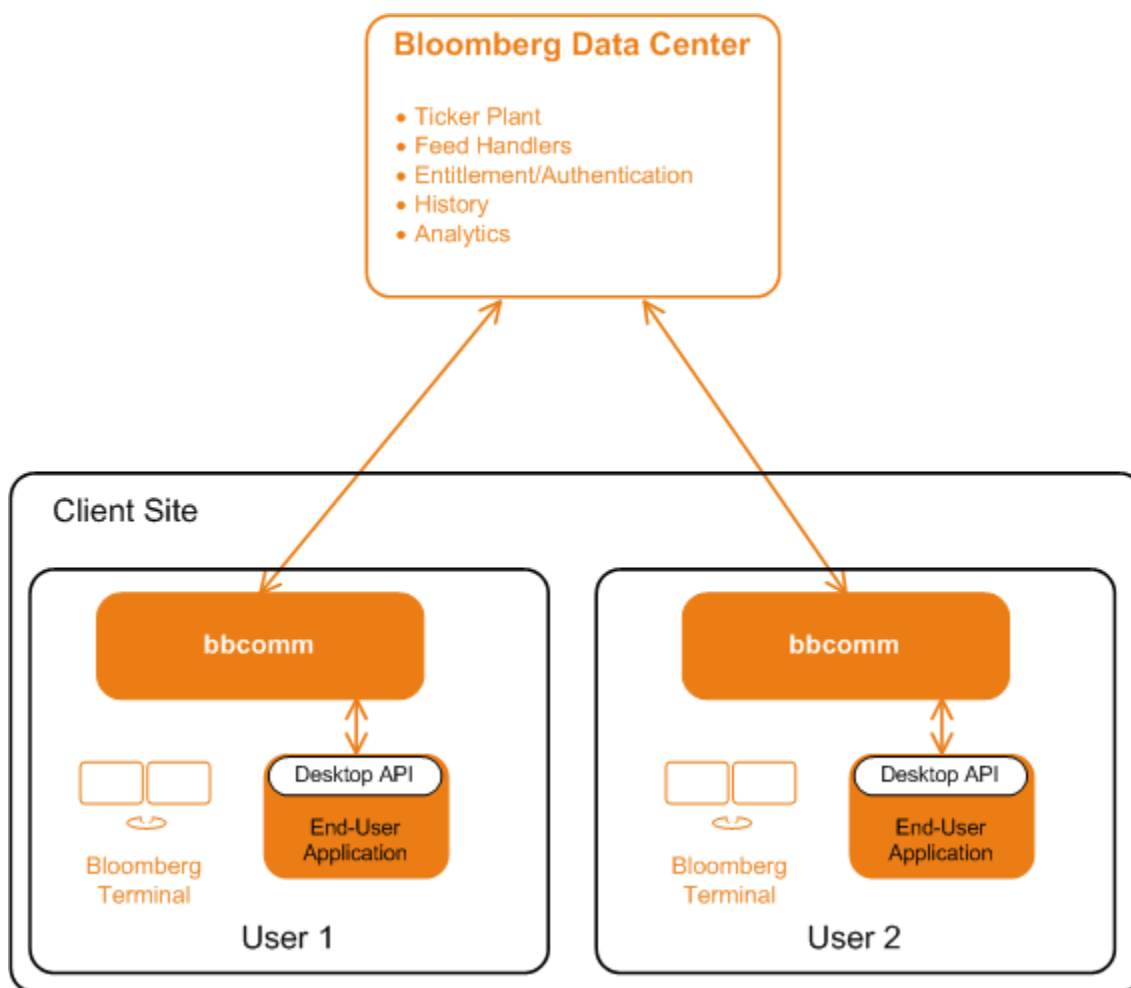 Bloomberg Data Center
• Ticker Plant
• Feed Handlers
• Entitlement/Authentication
• History
• Analytics
Client Site
bbcomm
Desktop API
End-User
Application
Bloomberg
Terminal
User 1
bbcomm
Desktop API
End-User
Application
Bloomberg
Terminal
User 2